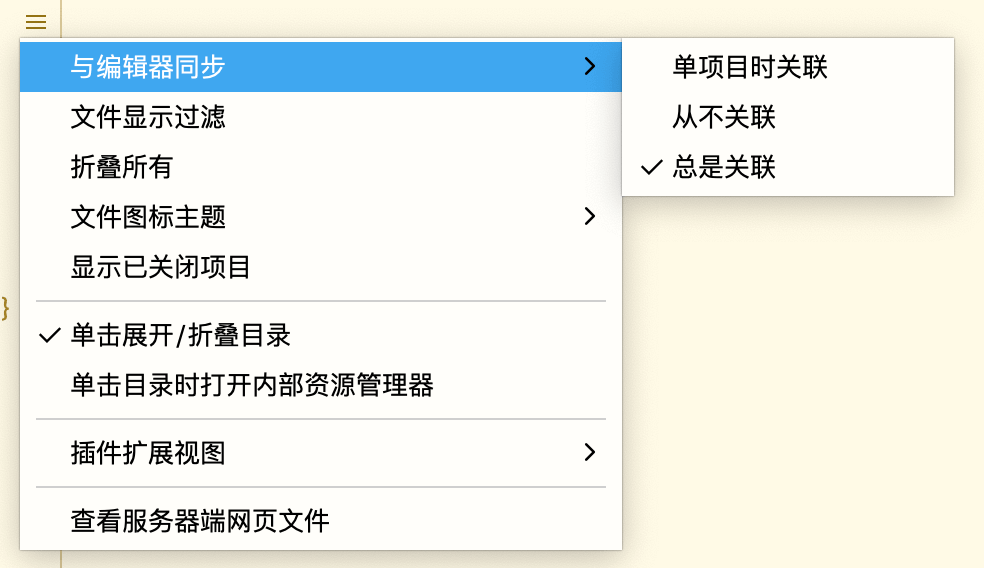 与编辑器同步
文件显示过滤
折叠所有
文件图标主题
显示已关闭项目
}
单击展开/折叠目录
单击目录时打开内部资源管理器
插件扩展视图
查看服务器端网页文件
单项目时关联
从不关联
总是关联